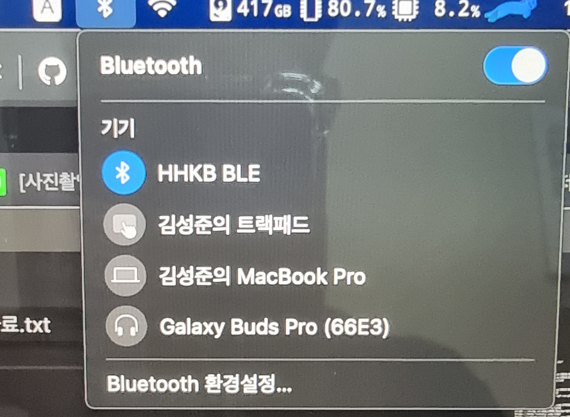 A 417GB 80.7% 8.2%
Bluetooth
기기
HHKB BLE
[사진촬
김성준의 트랙패드
김성준의 MacBook Pro
료.txt
Galaxy Buds Pro (66E3)
Bluetooth 환경설정...